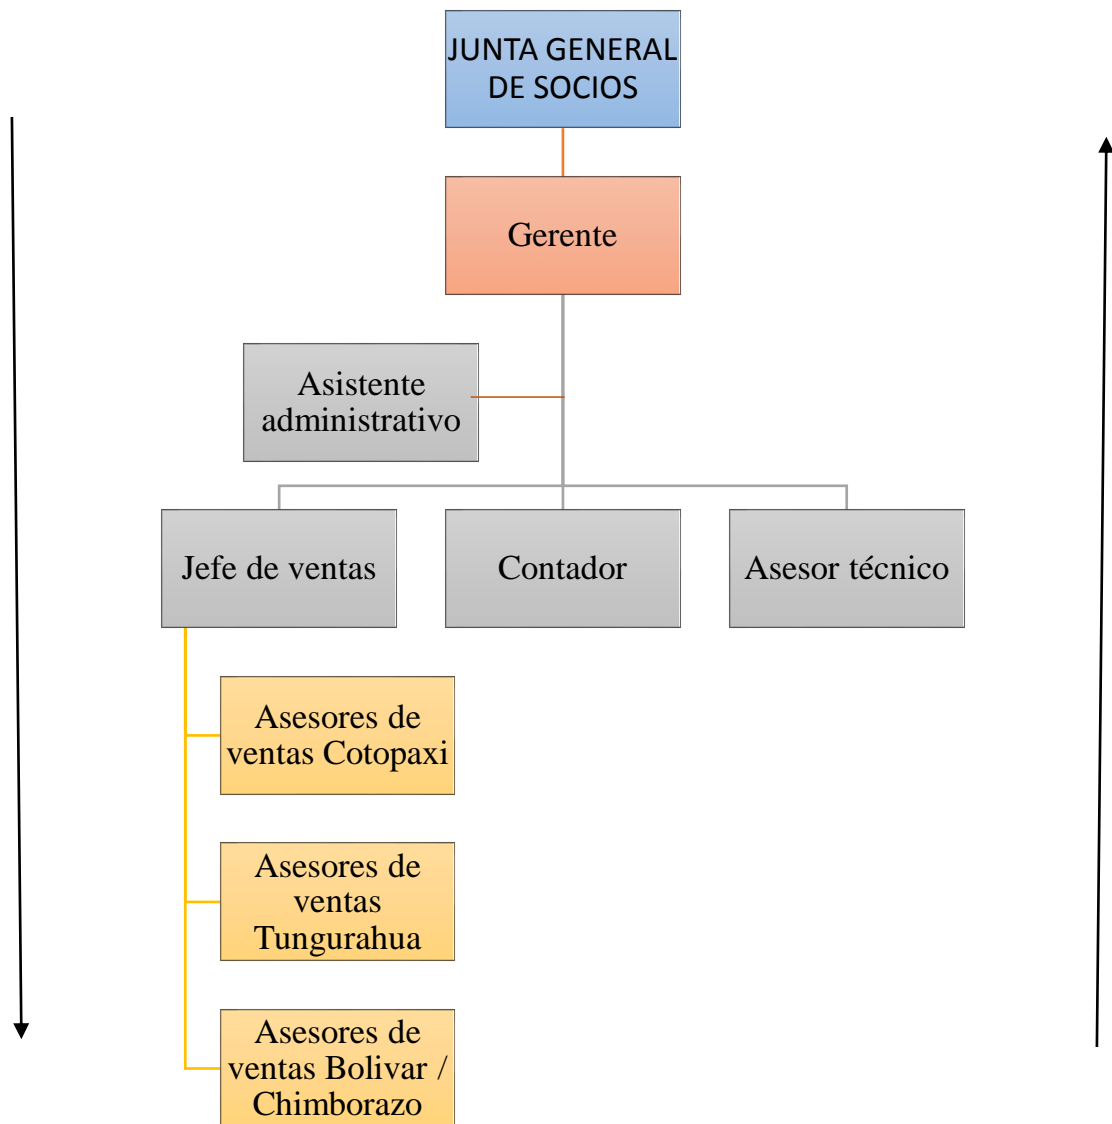 JUNTA GENERAL
DE SOCIOS
Gerente
Asistente
administrativo
Jefe de ventas
Contador
Asesor técnico
Asesores de
ventas Cotopaxi
Asesores de
ventas
Tungurahua
Asesores de
ventas Bolivar /
Chimborazo